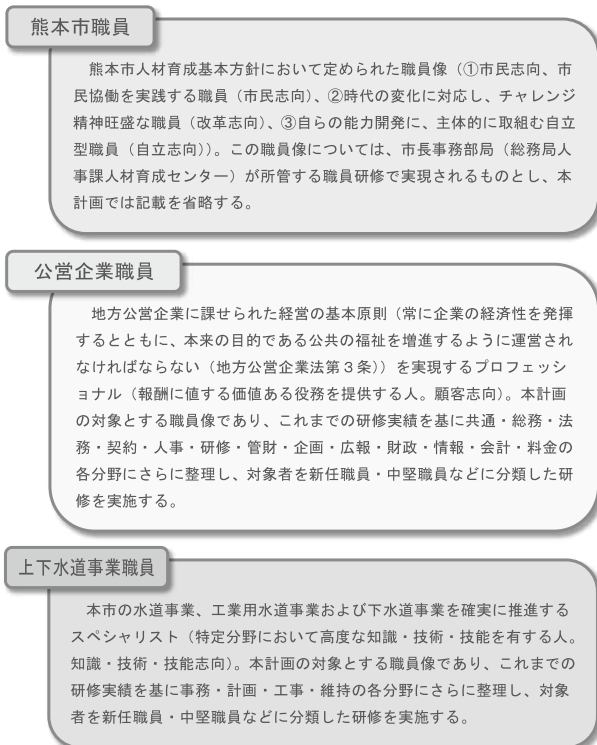 熊本市職員
熊本市人材育成基本方針において定められた職員像（①市民志向、市
民協働を実践する職員（市民志向）、②時代の変化に対応し、チャレンジ
精神旺盛な職員（改革志向）、③自らの能力開発に、主体的に取組む自立
型職員（自立志向））。この職員像については、市長事務部局（総務局人
事課人材育成センター）が所管する職員研修で実現されるものとし、本
計画では記載を省略する。
公営企業職員
地方公営企業に課せられた経営の基本原則（常に企業の経済性を発揮
するとともに、本来の目的である公共の福祉を増進するように運営され
なければならない（地方公営企業法第３条））を実現するプロフェッシ
ョナル（報酬に値する価値ある役務を提供する人。顧客志向）。本計画
の対象とする職員像であり、これまでの研修実績を基に共通・総務・法
務・契約・人事・研修・管財・企画・広報・財政・情報・会計・料金の
各分野にさらに整理し、対象者を新任職員・中堅職員などに分類した研
修を実施する。
上下水道事業職員
本市の水道事業、工業用水道事業および下水道事業を確実に推進する
スペシャリスト（特定分野において高度な知識・技術・技能を有する人。
知識・技術・技能志向）。本計画の対象とする職員像であり、これまでの
研修実績を基に事務・計画・工事・維持の各分野にさらに整理し、対象
者を新任職員・中堅職員などに分類した研修を実施する。